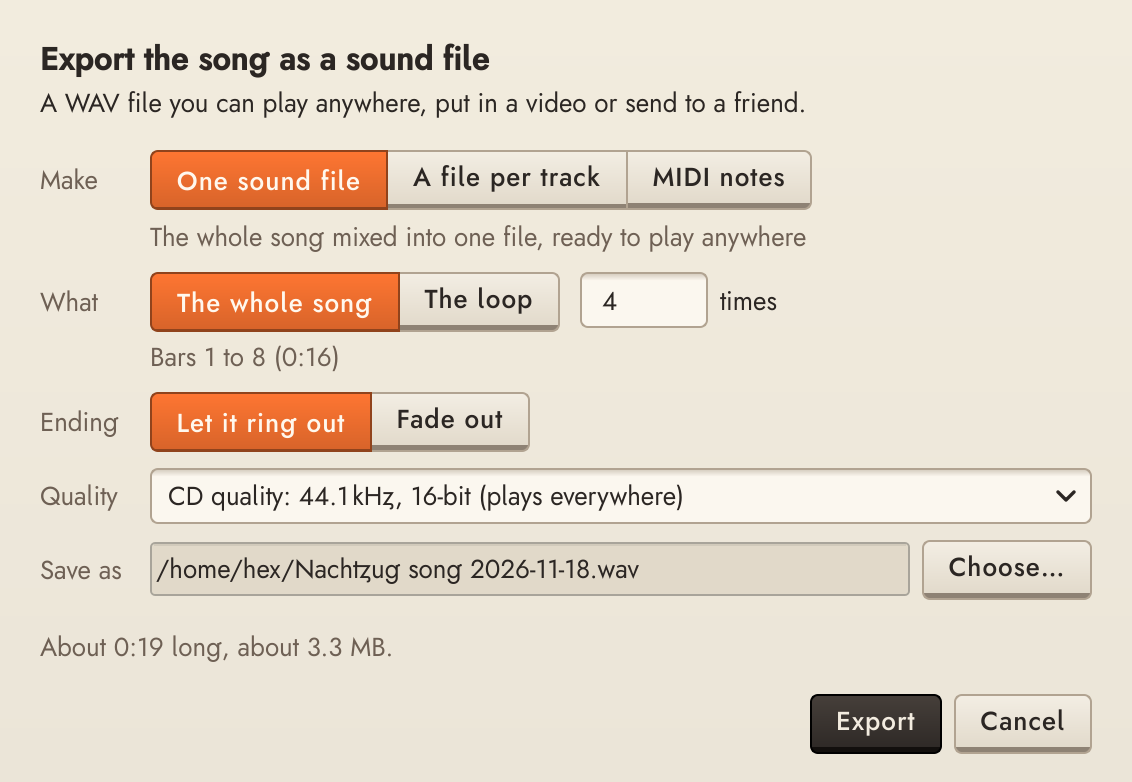 Export the song as a sound file
A WAV file you can play anywhere, put in a video or send to a friend.
Make One sound file A file per track MIDI notes
The whole song mixed into one file, ready to play anywhere
What The whole song The loop 4 times
Bars 1 to 8 (0:16)
Ending Let it ring out Fade out
Quality CD quality: 44.1 kHz, 16-bit (plays everywhere)
Save as /home/hex/Nachtzug song 2026-11-18.wav Choose...
About 0:19 long, about 3.3 MB.
Export Cancel